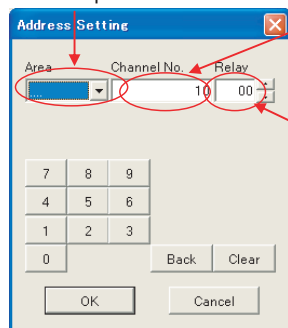 Address Setting
Area Channel No. Relay
.... 10 00
7 8 9
4 5 6
1 2 3
0 Back Clear
OK Cancel